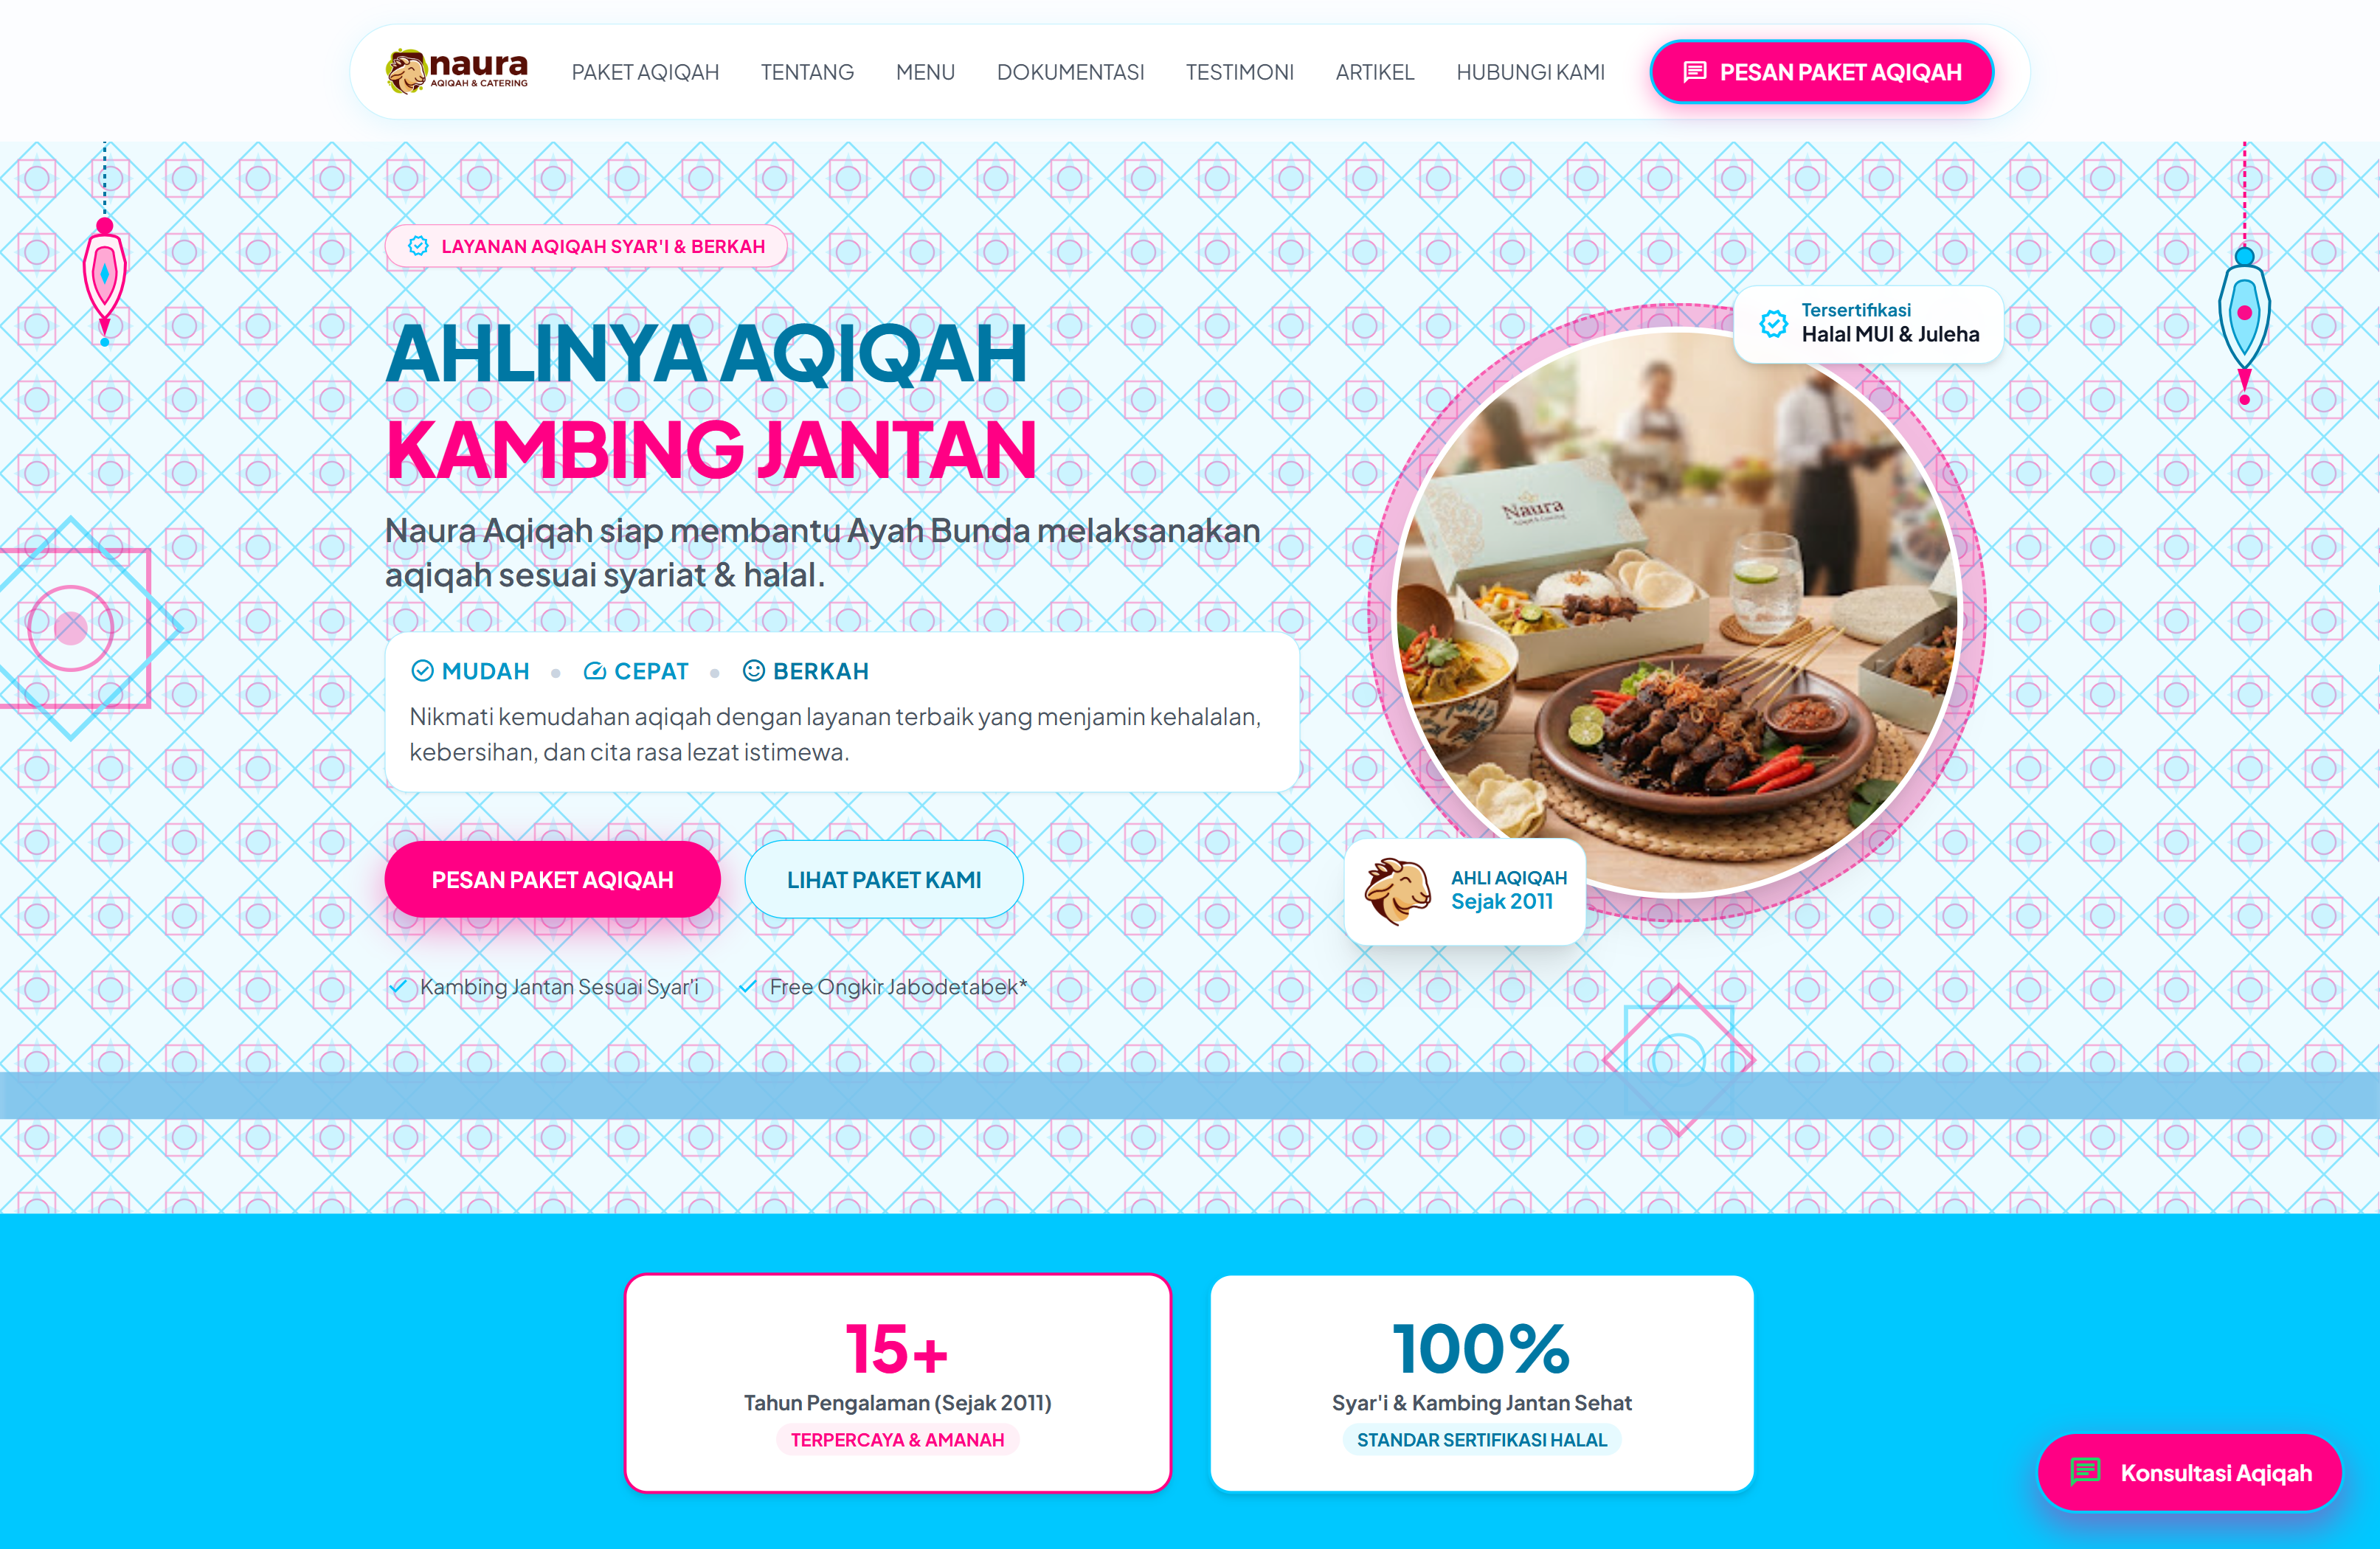 naura
AQIQAH & CATERING
PAKET AQIQAH
TENTANG
MENU
DOKUMENTASI
TESTIMONI
ARTIKEL
HUBUNGI KAMI
PESAN PAKET AQIQAH
LAYANAN AQIQAH SYAR'I & BERKAH
AHLINYA AQIQAH
KAMBING JANTAN
Naura Aqiqah siap membantu Ayah Bunda melaksanakan
aqiqah sesuai syariat & halal.
MUDAH
CEPAT
BERKAH
Nikmati kemudahan aqiqah dengan layanan terbaik yang menjamin kehalalan,
kebersihan, dan cita rasa lezat istimewa.
PESAN PAKET AQIQAH
LIHAT PAKET KAMI
Kambing Jantan Sesuai Syar'i
Free Ongkir Jabodetabek*
Tersertifikasi
Halal MUI & Juleha
Naura
AHLI AQIQAH
Sejak 2011
15+
Tahun Pengalaman (Sejak 2011)
TERPERCAYA & AMANAH
100%
Syar'i & Kambing Jantan Sehat
STANDAR SERTIFIKASI HALAL
Konsultasi Aqiqah